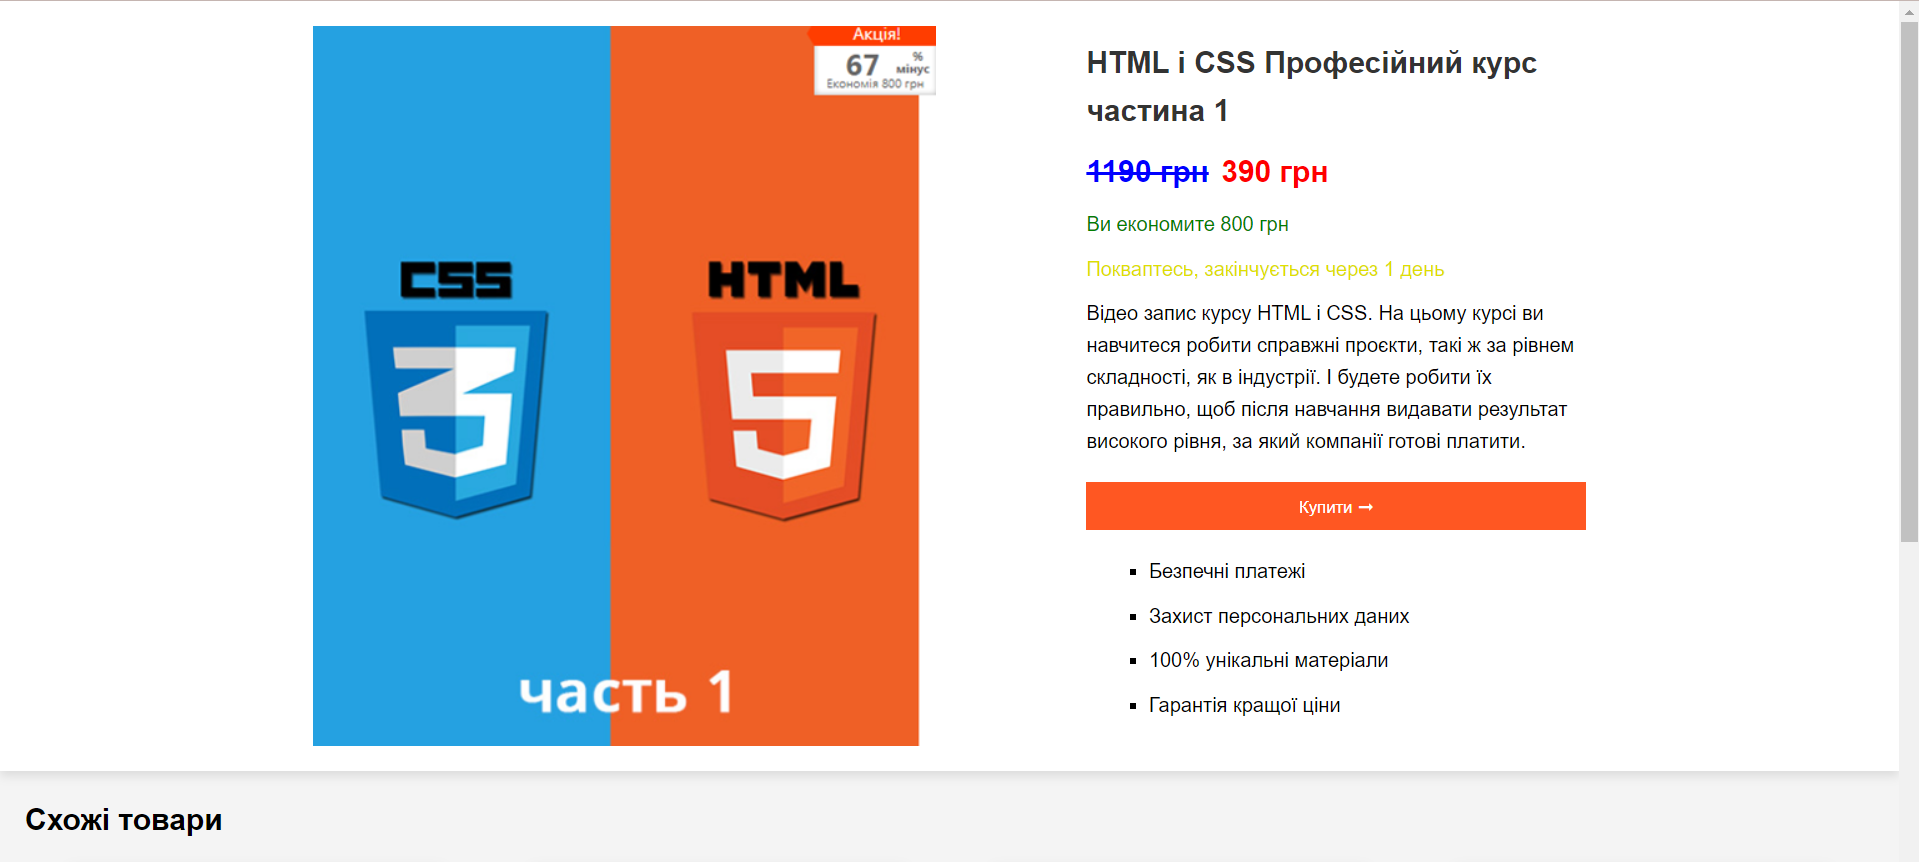 Акція!
67 % мінус
Економія 800 грн
CSS HTML
3 5
часть 1
HTML і CSS Професійний курс
частина 1
1190 грн 390 грн
Ви економите 800 грн
Покваптесь, закінчується через 1 день
Відео запис курсу HTML і CSS. На цьому курсі ви
навчитеся робити справжні проєкти, такі ж за рівнем
складності, як в індустрії. І будете робити їх
правильно, щоб після навчання видавати результат
високого рівня, за який компанії готові платити.
Купити →
Безпечні платежі
Захист персональних даних
100% унікальні матеріали
Гарантія кращої ціни
Схожі товари